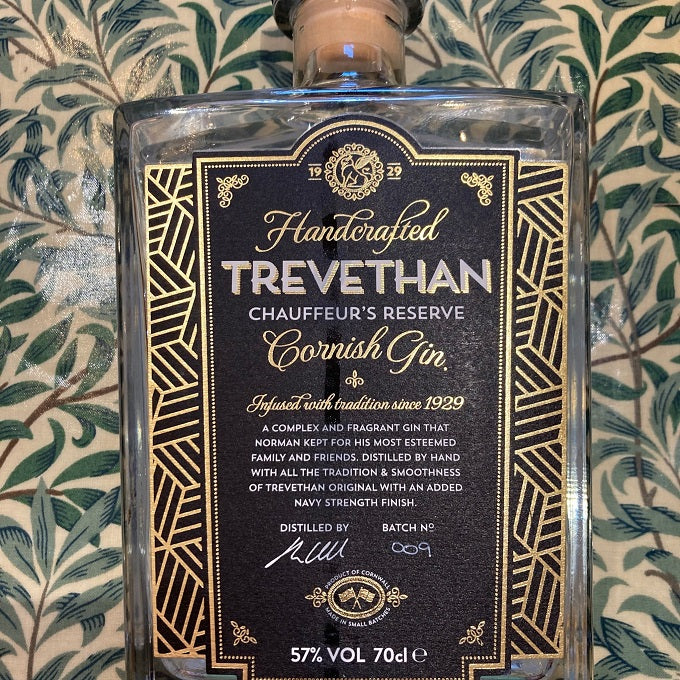 19 29
Handcrafted
TREVETHAN
CHAUFFEUR'S RESERVE
Cornish Gin.
Infused with tradition since 1929
A COMPLEX AND FRAGRANT GIN THAT
NORMAN KEPT FOR HIS MOST ESTEEMED
FAMILY AND FRIENDS. DISTILLED BY HAND
WITH ALL THE TRADITION & SMOOTHNESS
OF TREVETHAN ORIGINAL WITH AN ADDED
NAVY STRENGTH FINISH.
DISTILLED BY BATCH Nº
009
PRODUCT OF CORNWALL
MADE IN SMALL BATCHES
57% VOL 70cl ℮